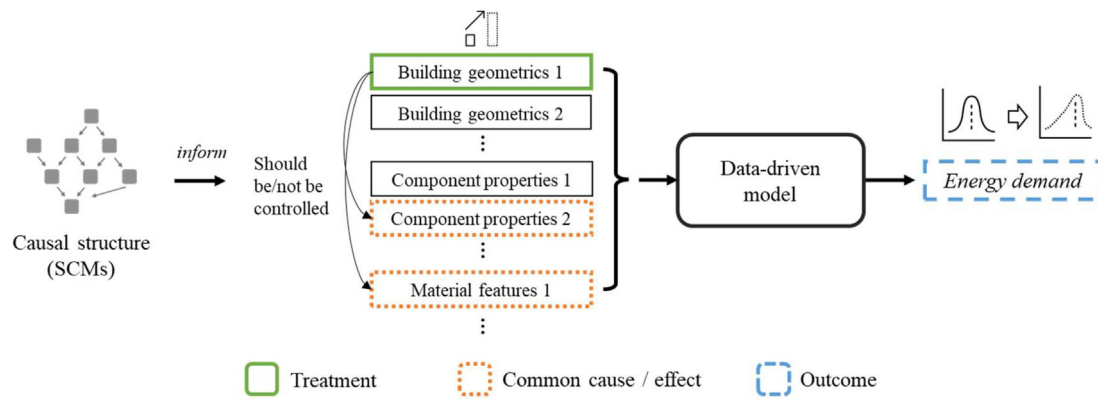 Causal structure
(SCMs)
inform
Should
be/not be
controlled
Building geometrics 1
Building geometrics 2
Component properties 1
Component properties 2
Material features 1
Data-driven
model
Energy demand
Treatment
Common cause / effect
Outcome